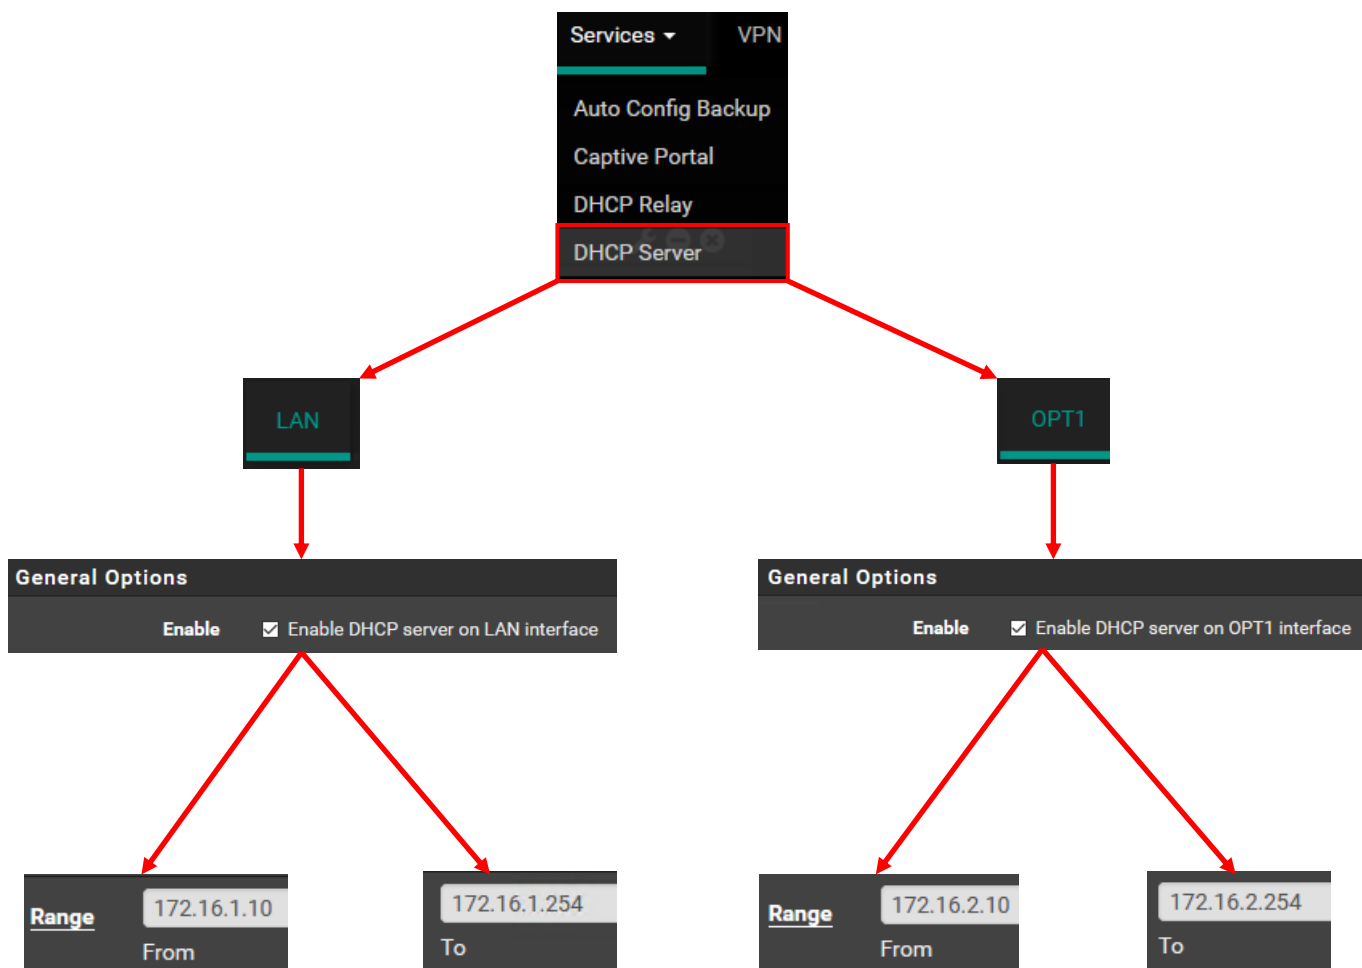 Services VPN
Auto Config Backup
Captive Portal
DHCP Relay
DHCP Server
LAN
OPT1
General Options
Enable Enable DHCP server on LAN interface
General Options
Enable Enable DHCP server on OPT1 interface
Range 172.16.1.10
From
172.16.1.254
To
Range 172.16.2.10
From
172.16.2.254
To